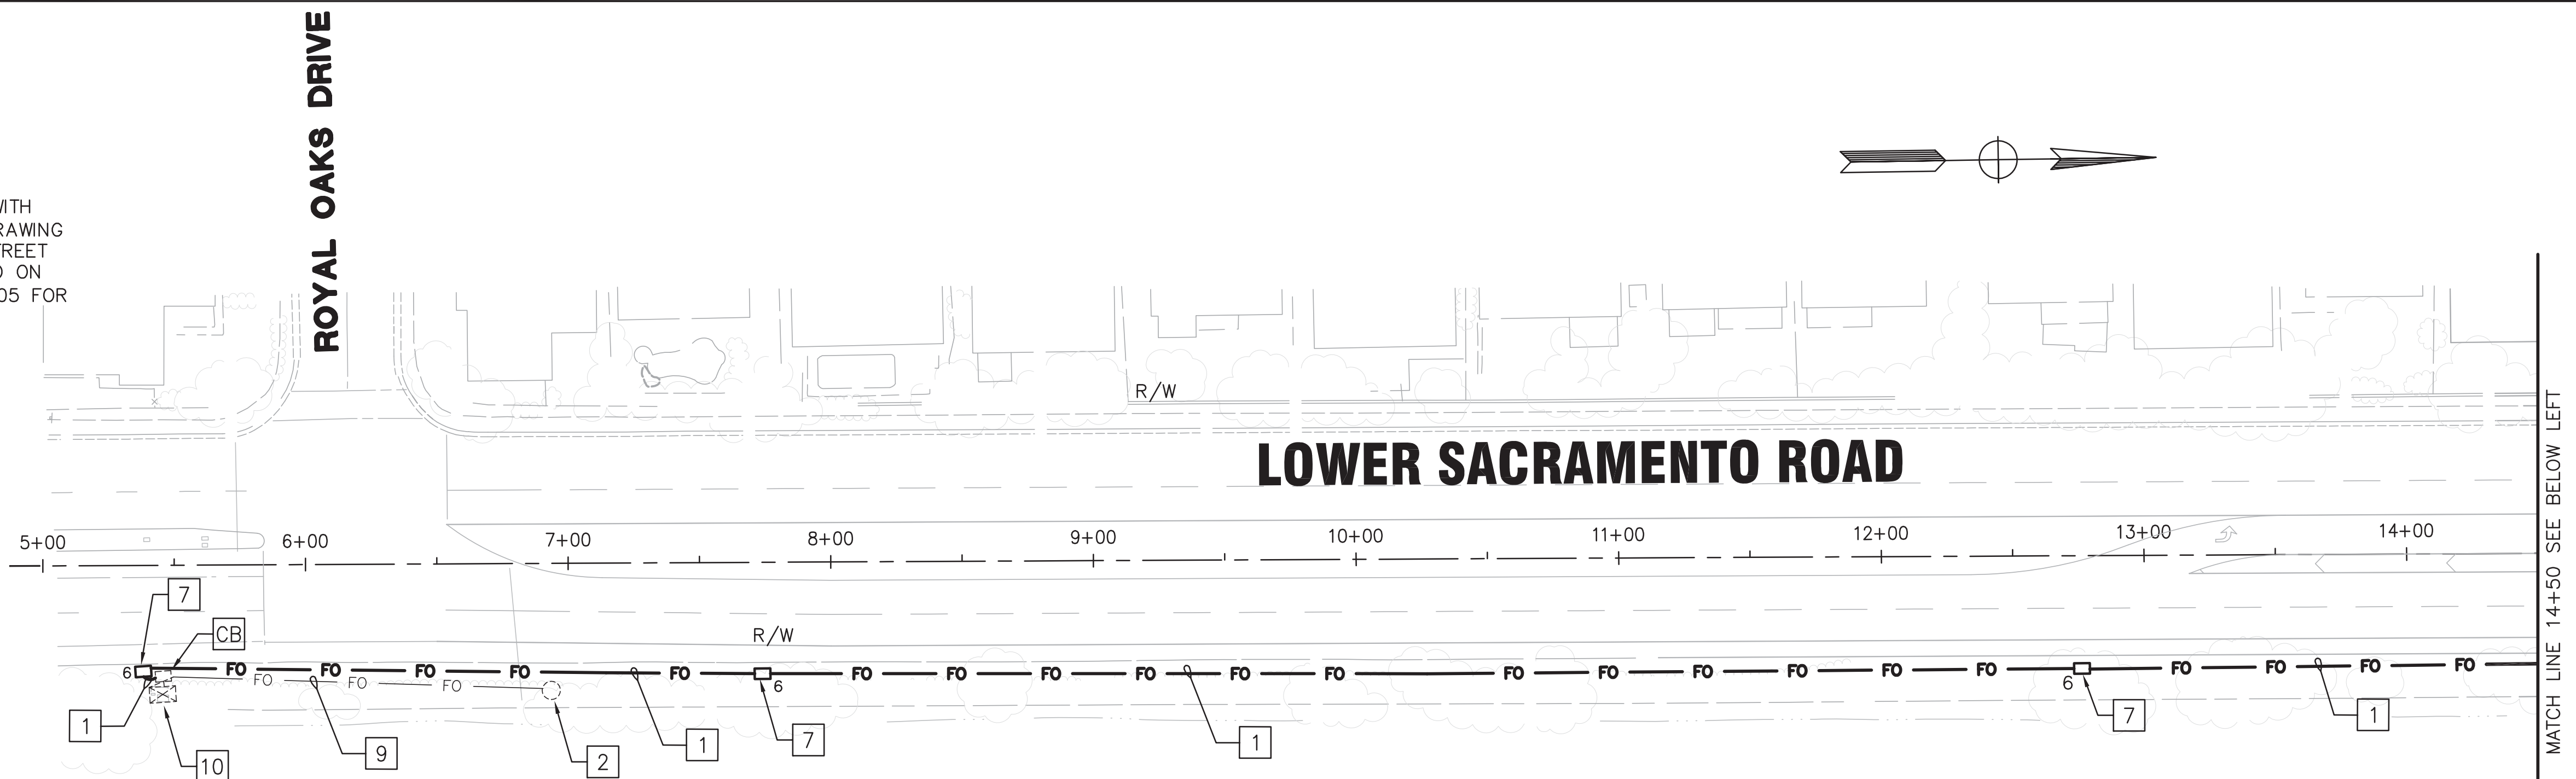 ROYAL OAKS DRIVE
WITH
RAWING
TREET
ON
05 FOR
R/W
LOWER SACRAMENTO ROAD
5+00 6+00 7+00 8+00 9+00 10+00 11+00 12+00 13+00 14+00
7
CB
R/W
6 FO FO FO FO FO FO FO FO FO FO FO FO FO FO FO FO FO FO FO FO FO
FO FO FO
6
6
1
10
9
2
1
7
1
7
1
MATCH LINE 14+50 SEE BELOW LEFT